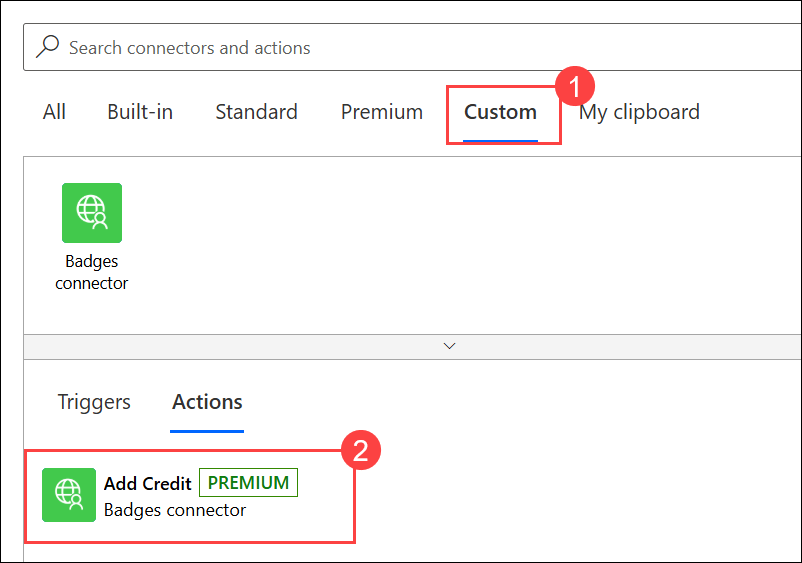 Search connectors and actions
All Built-in Standard Premium Custom 1 My clipboard
Badges
connector
Triggers Actions
2
Add Credit PREMIUM
Badges connector